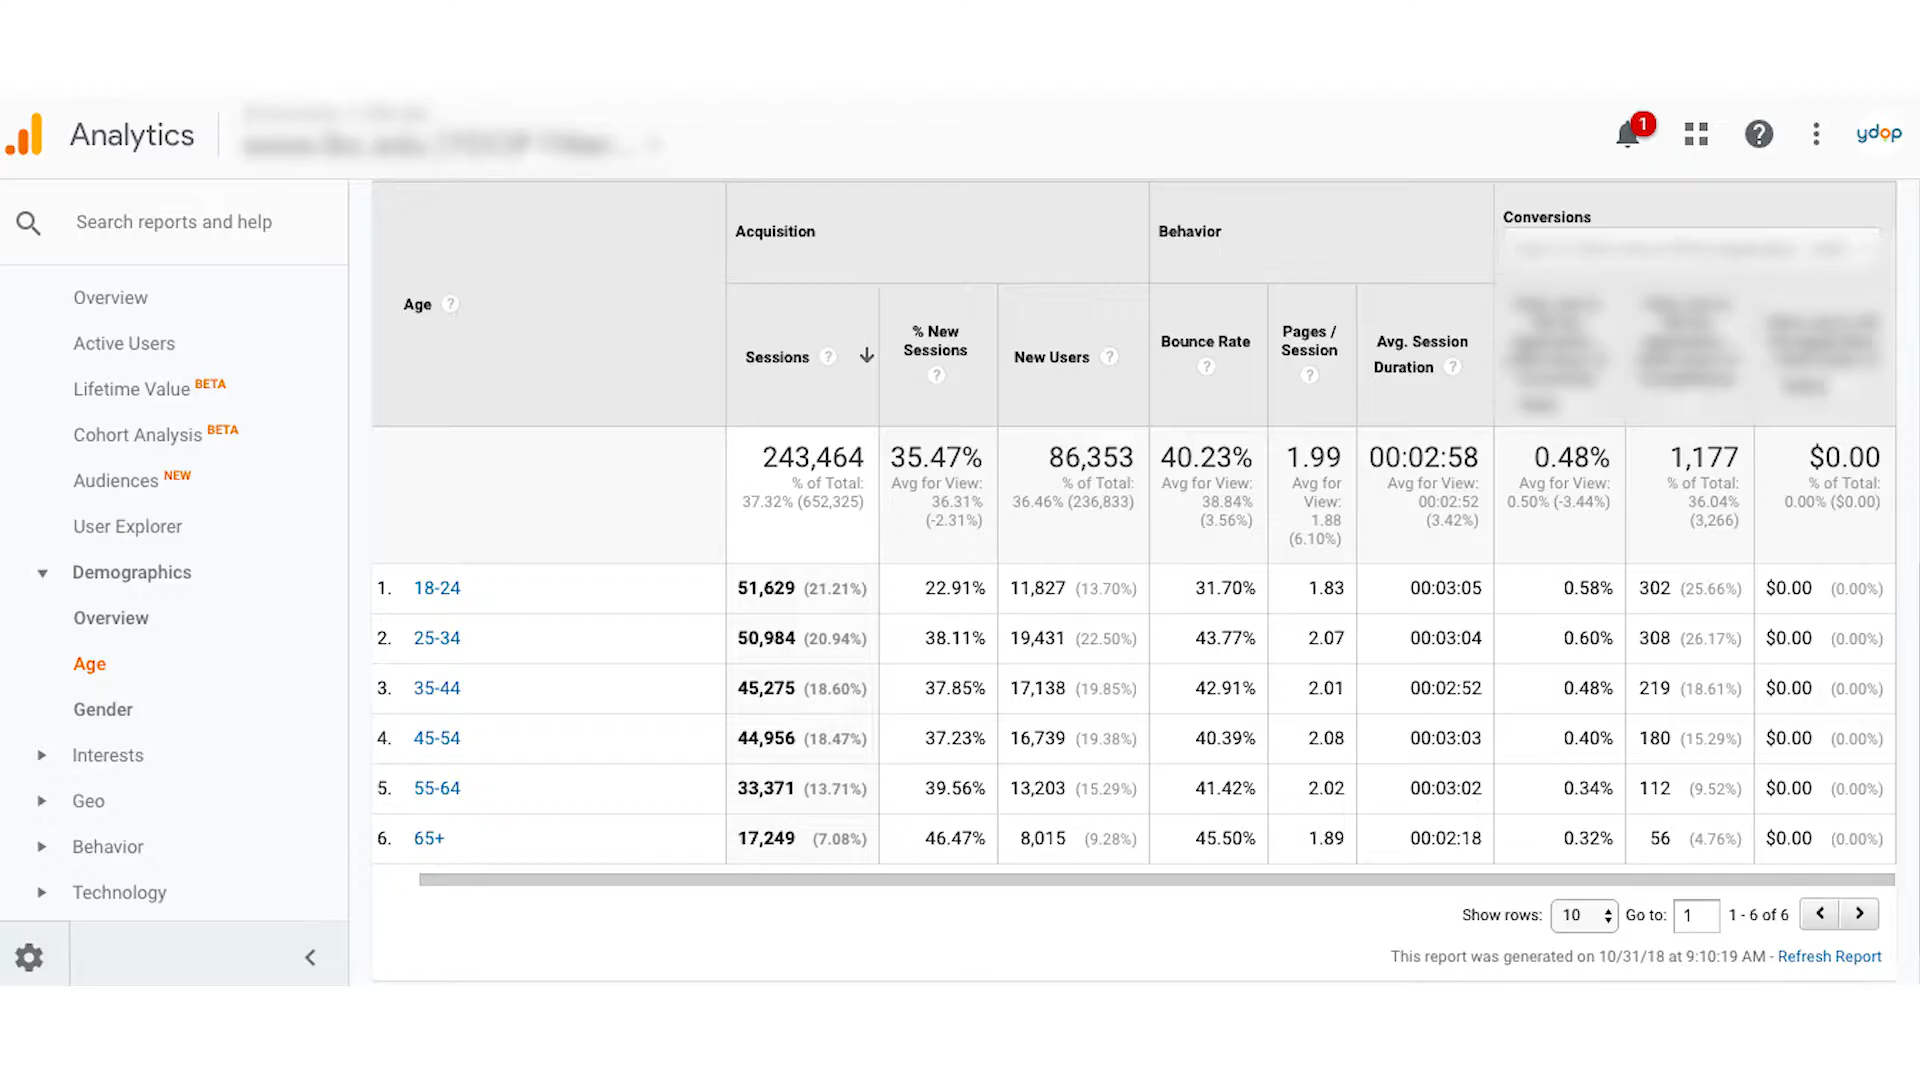 Analytics
1
ydop
Search reports and help
Overview
Active Users
Lifetime Value BETA
Cohort Analysis BETA
Audiences NEW
User Explorer
Demographics
Overview
Age
Gender
Interests
Geo
Behavior
Technology
Age ?
Acquisition
Behavior
Conversions
Sessions ?
% New
Sessions
?
New Users ?
Bounce Rate
?
Pages /
Session
?
Avg. Session
Duration ?
243,464
% of Total:
37.32% (652,325)
35.47%
Avg for View:
36.31%
(-2.31%)
86,353
% of Total:
36.46% (236,833)
40.23%
Avg for View:
38.84%
(3.56%)
1.99
Avg for
View:
1.88
(6.10%)
00:02:58
Avg for View:
00:02:52
(3.42%)
0.48%
Avg for View:
0.50% (-3.44%)
1,177
% of Total:
36.04%
(3,266)
$0.00
% of Total:
0.00% ($0.00)
1. 18-24 51,629 (21.21%) 22.91% 11,827 (13.70%) 31.70% 1.83 00:03:05 0.58% 302 (25.66%) $0.00 (0.00%)
2. 25-34 50,984 (20.94%) 38.11% 19,431 (22.50%) 43.77% 2.07 00:03:04 0.60% 308 (26.17%) $0.00 (0.00%)
3. 35-44 45,275 (18.60%) 37.85% 17,138 (19.85%) 42.91% 2.01 00:02:52 0.48% 219 (18.61%) $0.00 (0.00%)
4. 45-54 44,956 (18.47%) 37.23% 16,739 (19.38%) 40.39% 2.08 00:03:03 0.40% 180 (15.29%) $0.00 (0.00%)
5. 55-64 33,371 (13.71%) 39.56% 13,203 (15.29%) 41.42% 2.02 00:03:02 0.34% 112 (9.52%) $0.00 (0.00%)
6. 65+ 17,249 (7.08%) 46.47% 8,015 (9.28%) 45.50% 1.89 00:02:18 0.32% 56 (4.76%) $0.00 (0.00%)
Show rows: 10 Go to: 1 1 - 6 of 6
This report was generated on 10/31/18 at 9:10:19 AM - Refresh Report